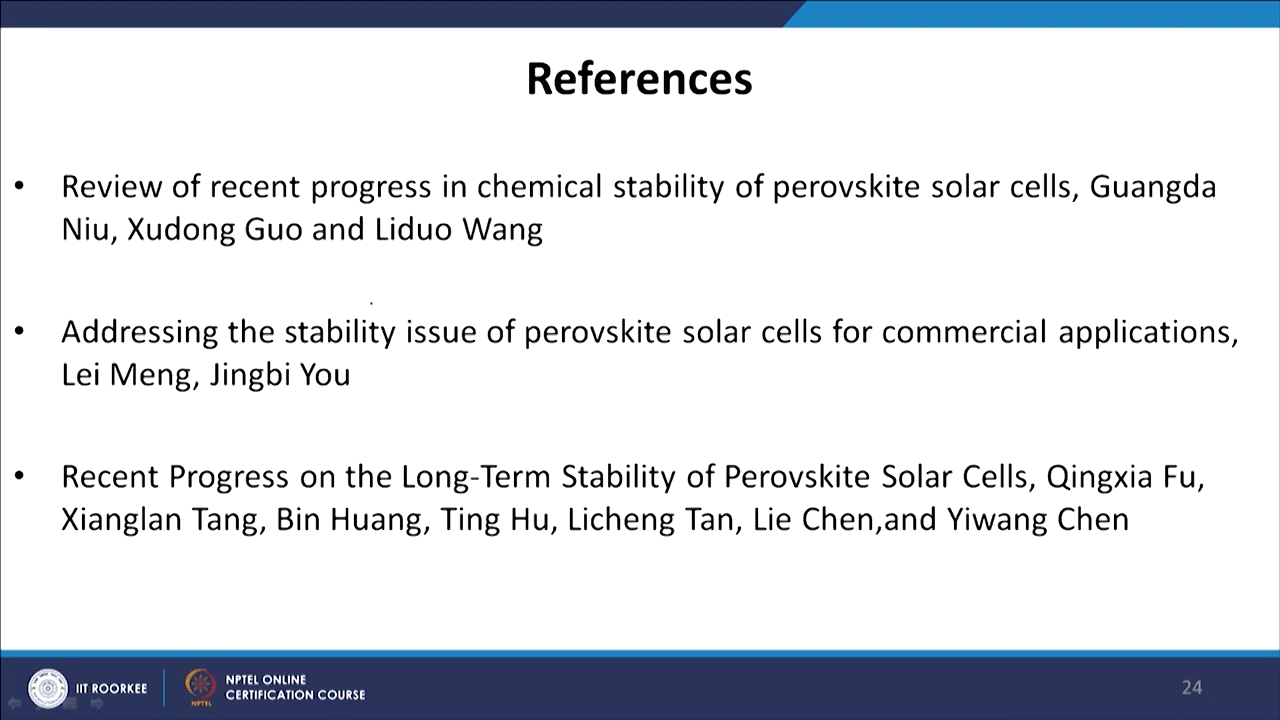 References
• Review of recent progress in chemical stability of perovskite solar cells, Guangda
Niu, Xudong Guo and Liduo Wang
• Addressing the stability issue of perovskite solar cells for commercial applications,
Lei Meng, Jingbi You
• Recent Progress on the Long-Term Stability of Perovskite Solar Cells, Qingxia Fu,
Xianglan Tang, Bin Huang, Ting Hu, Licheng Tan, Lie Chen,and Yiwang Chen
IIT ROORKEE
NPTEL
NPTEL ONLINE
CERTIFICATION COURSE
24